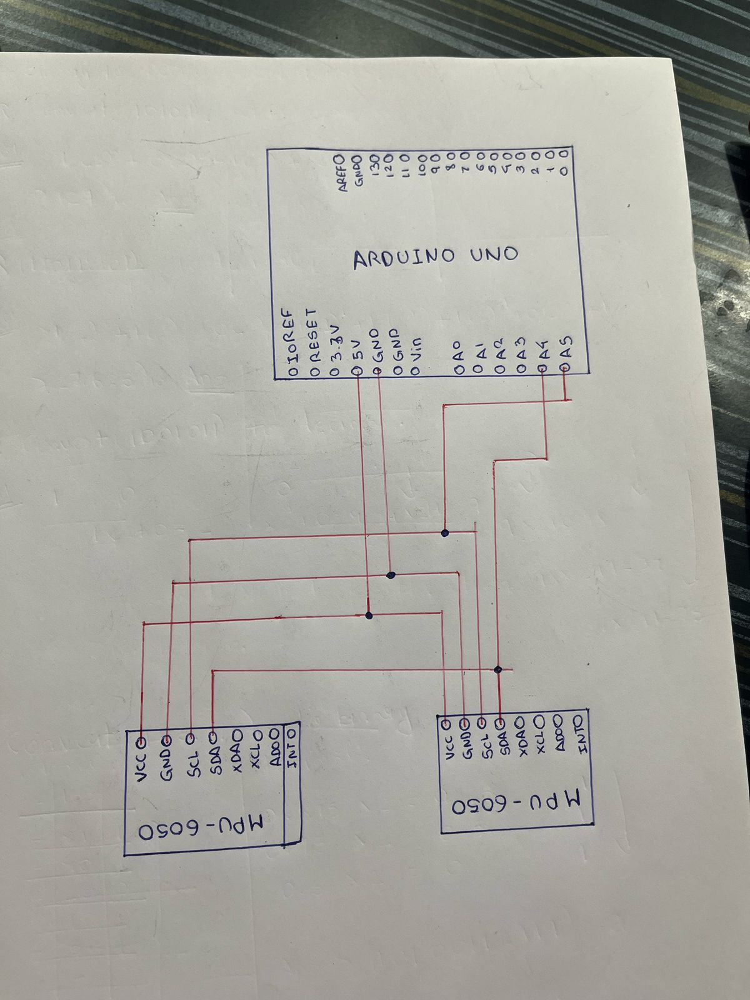 AREF
GND
13
12
11
10
9
8
7
6
5
4
3
2
1
0
ARDUINO UNO
IOREF
RESET
3.3V
5V
GND
GND
Vin
A0
A1
A2
A3
A4
A5
VCC
GND
SCL
SDA
XDA
XCL
ADO
INT
MPU-6050
VCC
GND
SCL
SDA
XDA
XCL
ADO
INT
MPU-6050